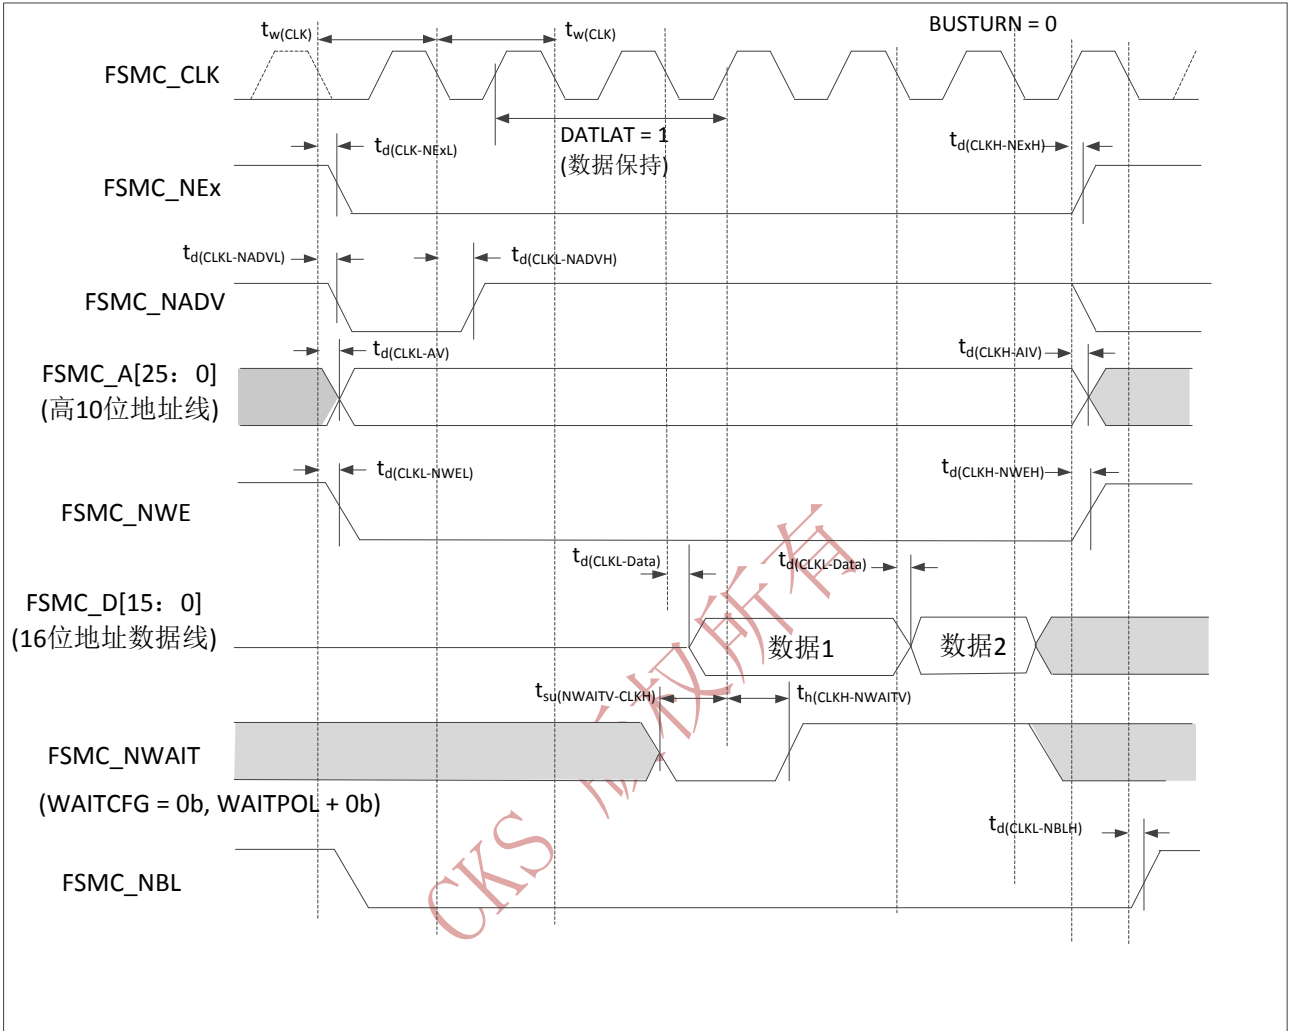 BUSTURN = 0
tw(CLK)
tw(CLK)
FSMC_CLK
DATLAT = 1
(数据保持)
td(CLK-NExL)
td(CLKH-NExH)
FSMC_NEx
td(CLKL-NADVL)
td(CLKL-NADVH)
FSMC_NADV
td(CLKL-AV)
td(CLKH-AIV)
FSMC_A[25：0]
(高10位地址线)
td(CLKL-NWEL)
td(CLKH-NWEH)
FSMC_NWE
td(CLKL-Data)
td(CLKL-Data)
FSMC_D[15：0]
(16位地址数据线)
数据1
数据2
tsu(NWAITV-CLKH)
th(CLKH-NWAITV)
FSMC_NWAIT
(WAITCFG = 0b, WAITPOL + 0b)
td(CLKL-NBLH)
FSMC_NBL
CKS 版权所有